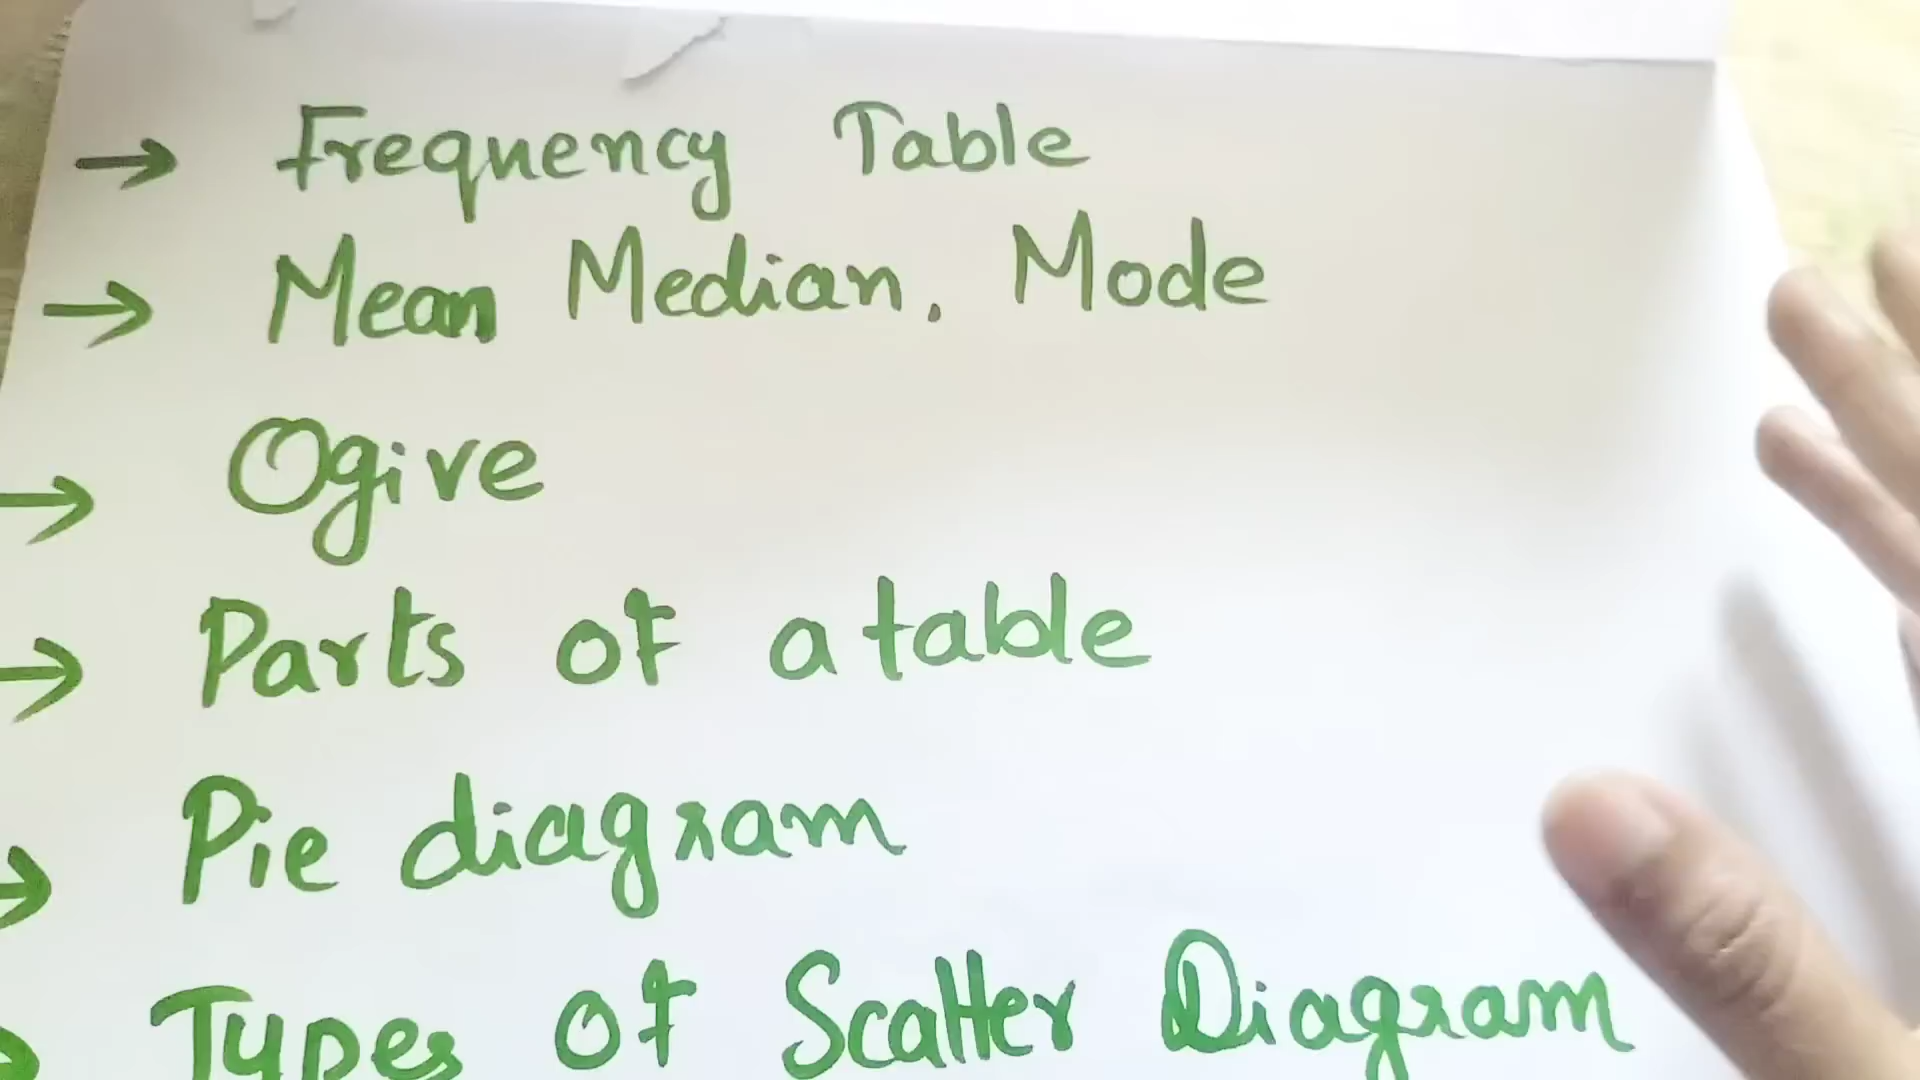 → Frequency Table
→ Mean Median. Mode
→ Ogive
→ Parts of a table
→ Pie diagram
→ Types of Scatter Diagram